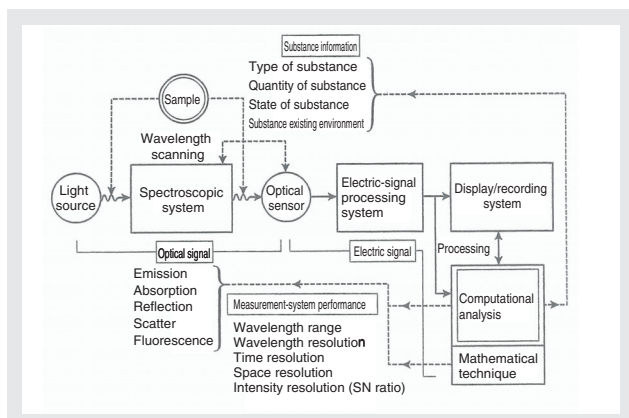 Substance information
Type of substance
Quantity of substance
State of substance
Substance existing environment
Sample
Wavelength
scanning
Light
source
Spectroscopic
system
Optical
sensor
Electric-signal
processing
system
Display/recording
system
Optical signal
Electric signal
Processing
Emission
Absorption
Reflection
Scatter
Fluorescence
Measurement-system performance
Wavelength range
Wavelength resolution
Time resolution
Space resolution
Intensity resolution (SN ratio)
Computational
analysis
Mathematical
technique